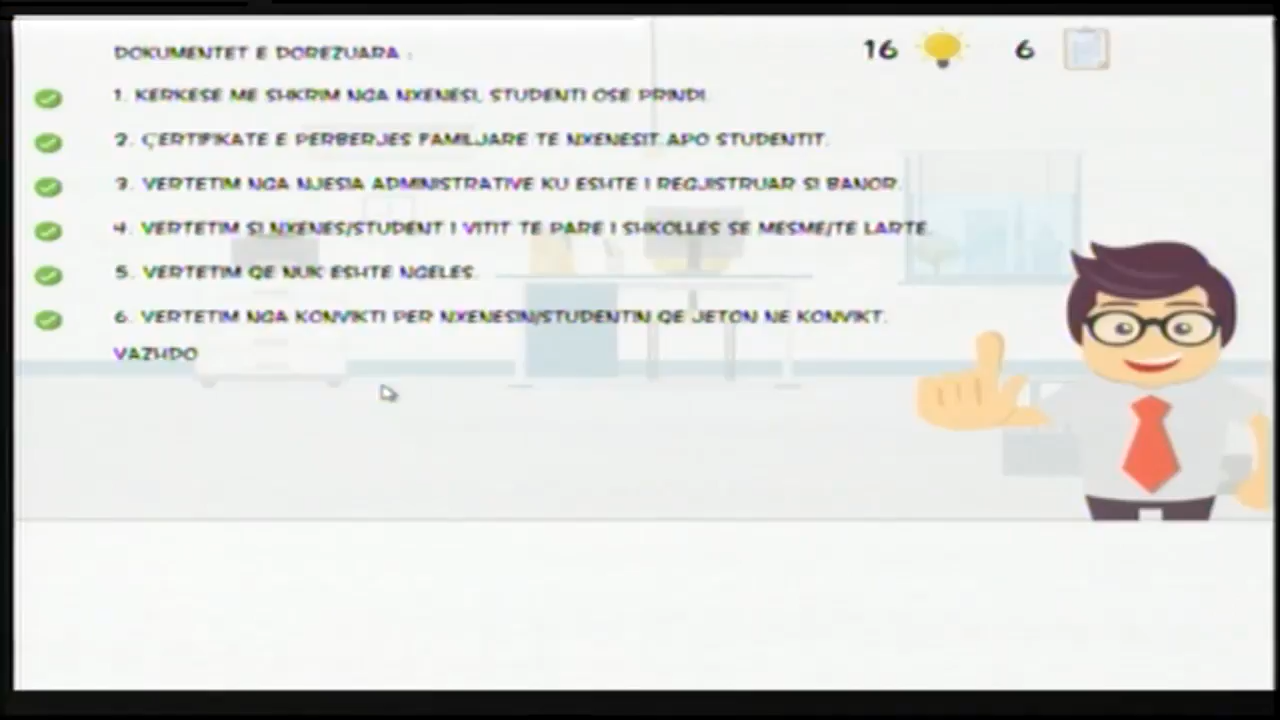 DOKUMENTET E DOREZUARA :
16
6
1. KERKESE ME SHKRIM NGA NXENESI, STUDENTI OSE PRINDI.
2. ÇERTIFIKATE E PERBERJES FAMILJARE TE NXENESIT APO STUDENTIT.
3. VERTETIM NGA NJESIA ADMINISTRATIVE KU ESHTE I REGJISTRUAR SI BANOR.
4. VERTETIM SI NXENES/STUDENT I VITIT TE PARE I SHKOLLES SE MESME/TE LARTE.
5. VERTETIM QE NUK ESHTE NGELES.
6. VERTETIM NGA KONVIKTI PER NXENESIN/STUDENTIN QE JETON NE KONVIKT.
VAZHDO